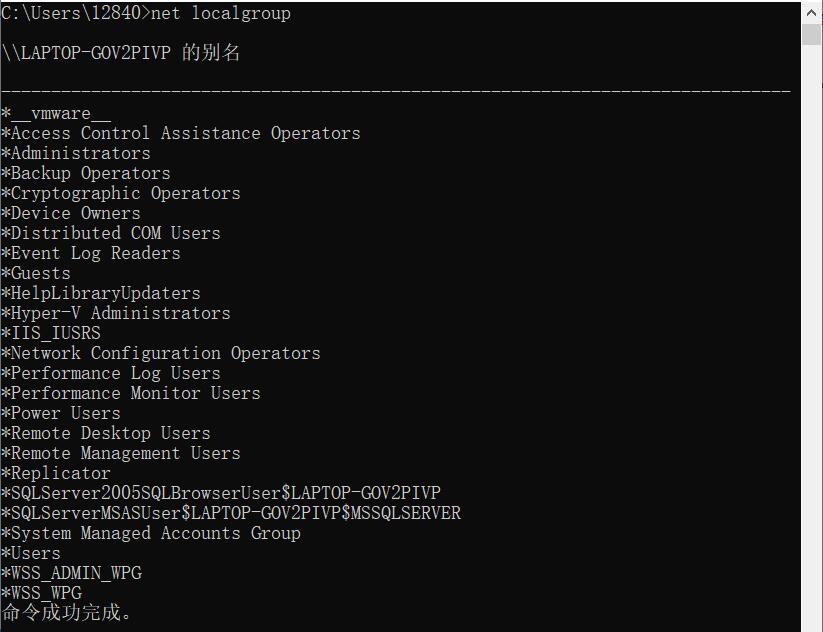 C:\Users\12840>net localgroup
\\LAPTOP-GOV2PIVP 的别名
-------------------------------------------------------------------------------
*__vmware__
*Access Control Assistance Operators
*Administrators
*Backup Operators
*Cryptographic Operators
*Device Owners
*Distributed COM Users
*Event Log Readers
*Guests
*HelpLibraryUpdaters
*Hyper-V Administrators
*IIS_IUSRS
*Network Configuration Operators
*Performance Log Users
*Performance Monitor Users
*Power Users
*Remote Desktop Users
*Remote Management Users
*Replicator
*SQLServer2005SQLBrowserUser$LAPTOP-GOV2PIVP
*SQLServerMSASUser$LAPTOP-GOV2PIVP$MSSQLSERVER
*System Managed Accounts Group
*Users
*WSS_ADMIN_WPG
*WSS_WPG
命令成功完成。